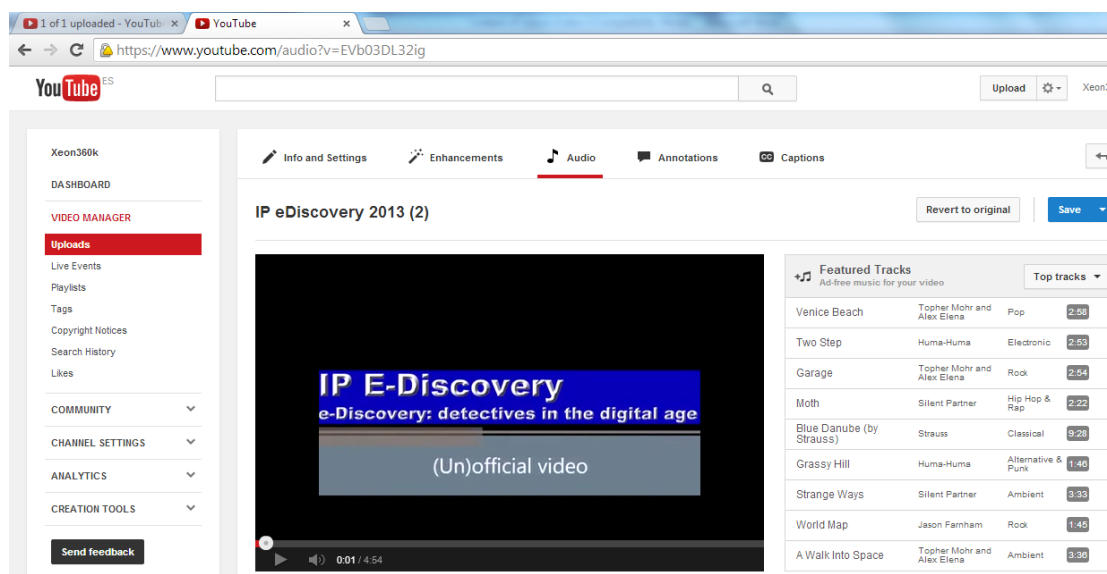 1 of 1 uploaded - YouTub
YouTube
https://www.youtube.com/audio?v=EVb03DL32ig
YouTube ES
Upload
Xeon3
Xeon360k
DASHBOARD
VIDEO MANAGER
Uploads
Live Events
Playlists
Tags
Copyright Notices
Search History
Likes
COMMUNITY
CHANNEL SETTINGS
ANALYTICS
CREATION TOOLS
Send feedback
Info and Settings
Enhancements
Audio
Annotations
CC Captions
IP eDiscovery 2013 (2)
Revert to original
Save
IP E-Discovery
e-Discovery: detectives in the digital age
(Un)official video
0:01 / 4:54
Featured Tracks
Ad-free music for your video
Top tracks
Venice Beach Topher Mohr and Alex Elena Pop 2:58
Two Step Huma-Huma Electronic 2:53
Garage Topher Mohr and Alex Elena Rock 2:54
Moth Silent Partner Hip Hop & Rap 2:22
Blue Danube (by Strauss) Strauss Classical 9:28
Grassy Hill Huma-Huma Alternative & Punk 1:46
Strange Ways Silent Partner Ambient 3:33
World Map Jason Farnham Rock 1:45
A Walk Into Space Topher Mohr and Alex Elena Ambient 3:36